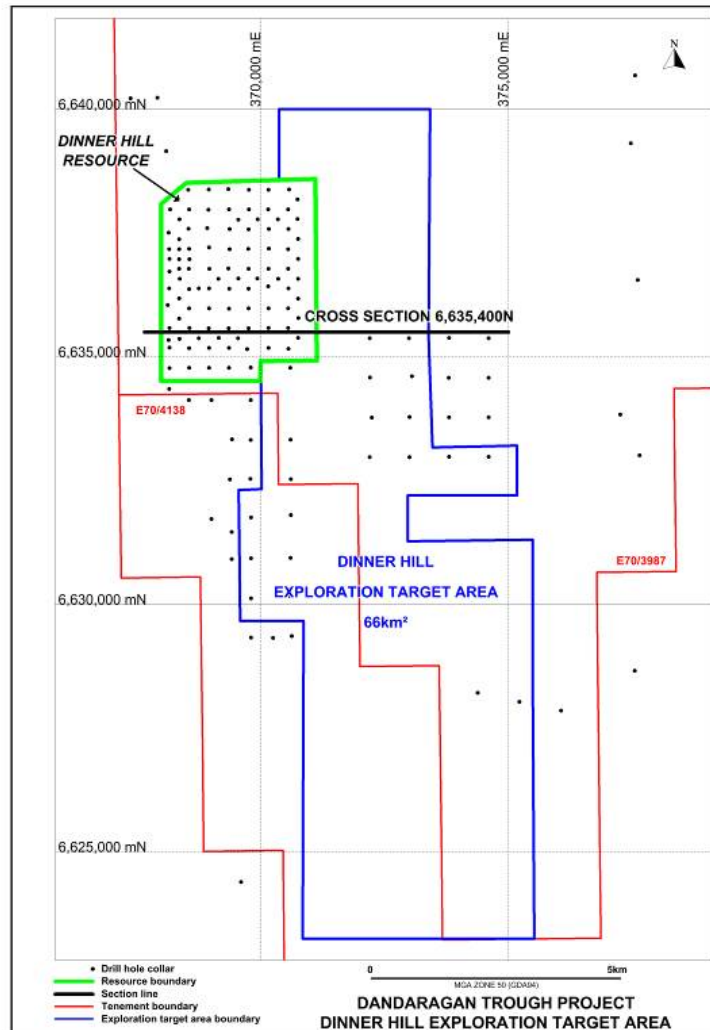 370,000 mE
375,000 mE
N
6,640,000 mN
DINNER HILL
RESOURCE
CROSS SECTION 6,635,400N
6,635,000 mN
E70/4138
DINNER HILL
E70/3987
EXPLORATION TARGET AREA
6,630,000 mN
66km²
6,625,000 mN
Drill hole collar
Resource boundary
Section line
Tenement boundary
Exploration target area boundary
0
5km
MGA ZONE 50 (GDA94)
DANDARAGAN TROUGH PROJECT
DINNER HILL EXPLORATION TARGET AREA